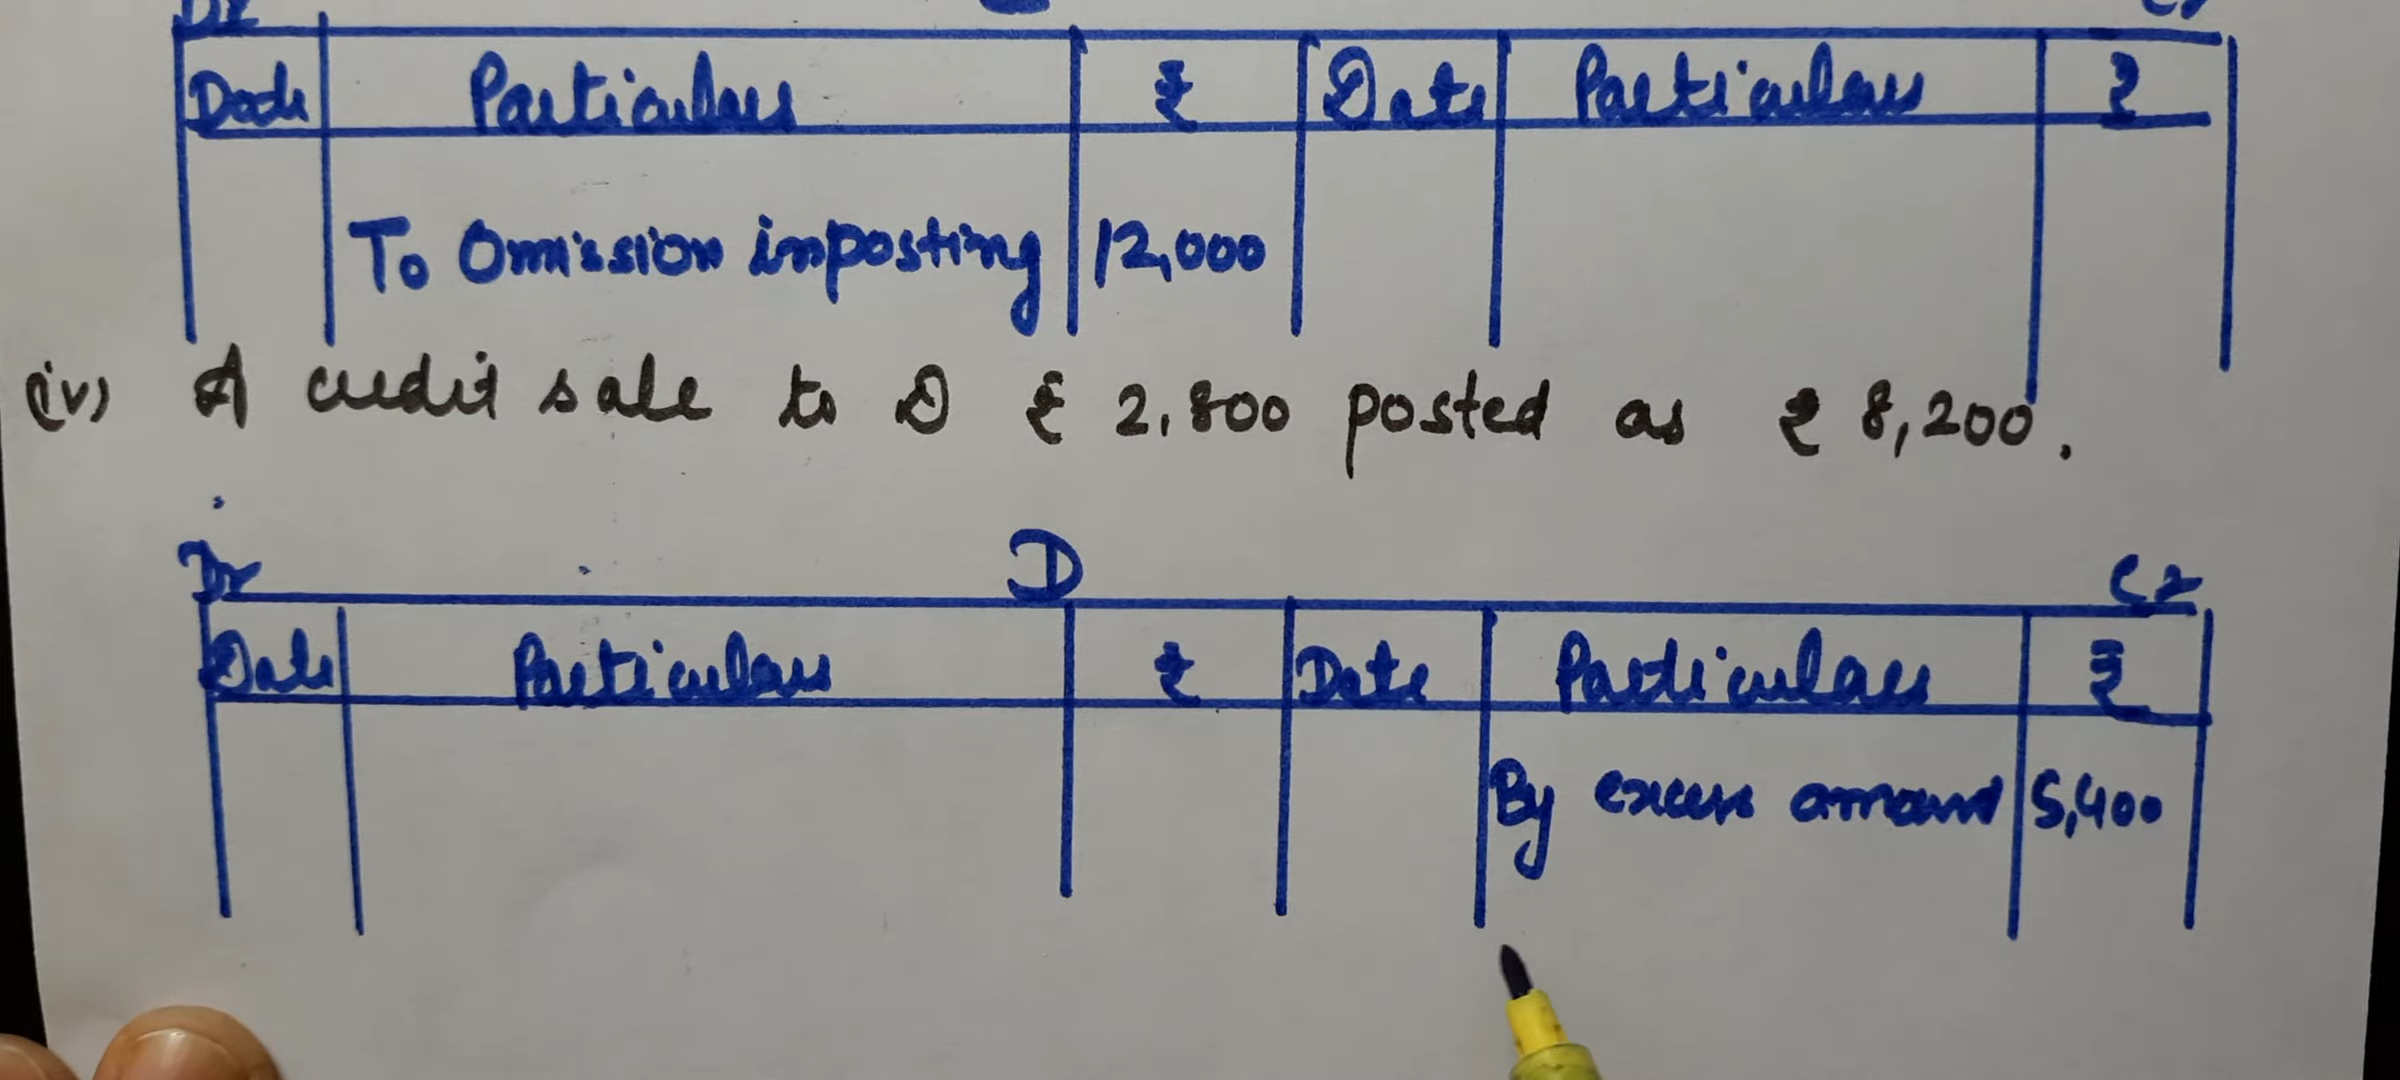 Dr Cr
Date Particulars ₹ Date Particulars ₹
To Omission in posting 12,000
(iv) A credit sale to D ₹ 2,800 posted as ₹ 8,200.
Dr D Cr
Date Particulars ₹ Date Particulars ₹
By excess amount 5,400